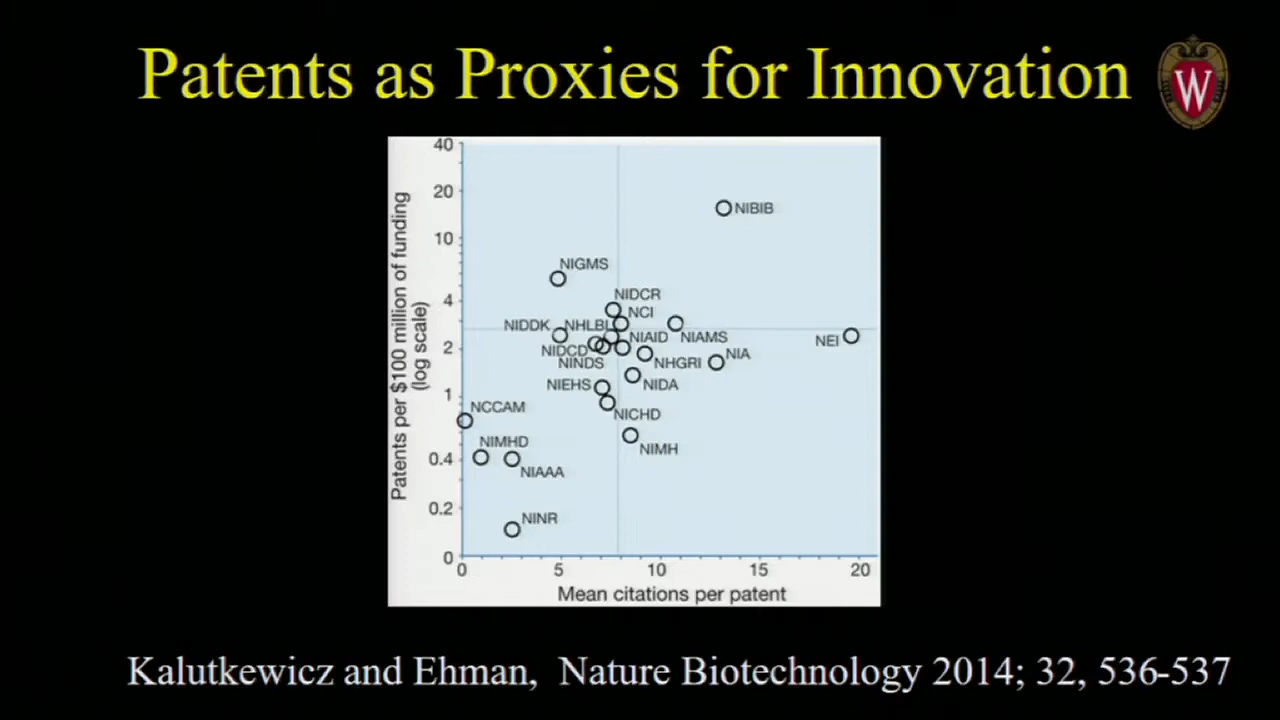 Patents as Proxies for Innovation
W
Patents per $100 million of funding
(log scale)
40
20
10
4
2
1
0.4
0.2
0
NIBIB
NIGMS
NIDCR
NCI
NIDDK
NHLBI
NIAID
NIAMS
NEI
NIDCD
NINDS
NHGRI
NIA
NIEHS
NIDA
NICHD
NCCAM
NIMH
NIMHD
NIAAA
NINR
0 5 10 15 20
Mean citations per patent
Kalutkewicz and Ehman, Nature Biotechnology 2014; 32, 536-537